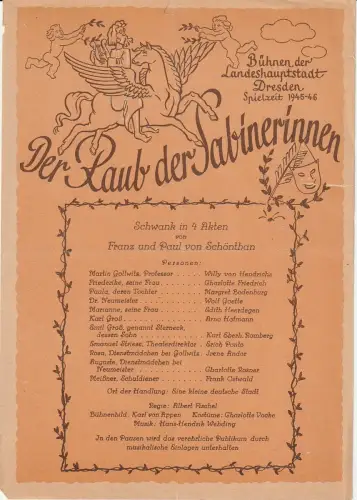 Bühnen der
Landeshauptstadt
Dresden
Spielzeit 1945-46
Der Raub der Sabinerinnen
Schwank in 4 Akten
von
Franz und Paul von Schönthan
Personen:
Martin Gollwitz, Professor . . . . Willy von Hendrichs
Friederike, seine Frau . . . . Charlotte Friedrich
Paula, deren Tochter . . . . Margret Bodenburg
Dr. Neumeister . . . . Wolf Goette
Marianne, seine Frau . . . . Edith Heerdegen
Karl Groß . . . . Arno Hofmann
Emil Groß, genannt Sterneck,
dessen Sohn . . . . Karl Eberh. Ramberg
Emanuel Striese, Theaterdirektor . . Erich Ponto
Rosa, Dienstmädchen bei Gollwitz . Irene
Auguste, Dienstmädchen bei
Neumeister . . . . Charlotte
Meißner, Schuldiener . . . . Frank Ostwald
Ort der Handlung: Eine kleine deutsche Stadt
Regie: Albert Fischel
Bühnenbild: Karl von Appen Kostüme: Charlotte Vocke
Musik: Hans-Hendrik Wehding
In den Pausen wird das verehrliche Publikum durch
musikalische Einlagen unterhalten